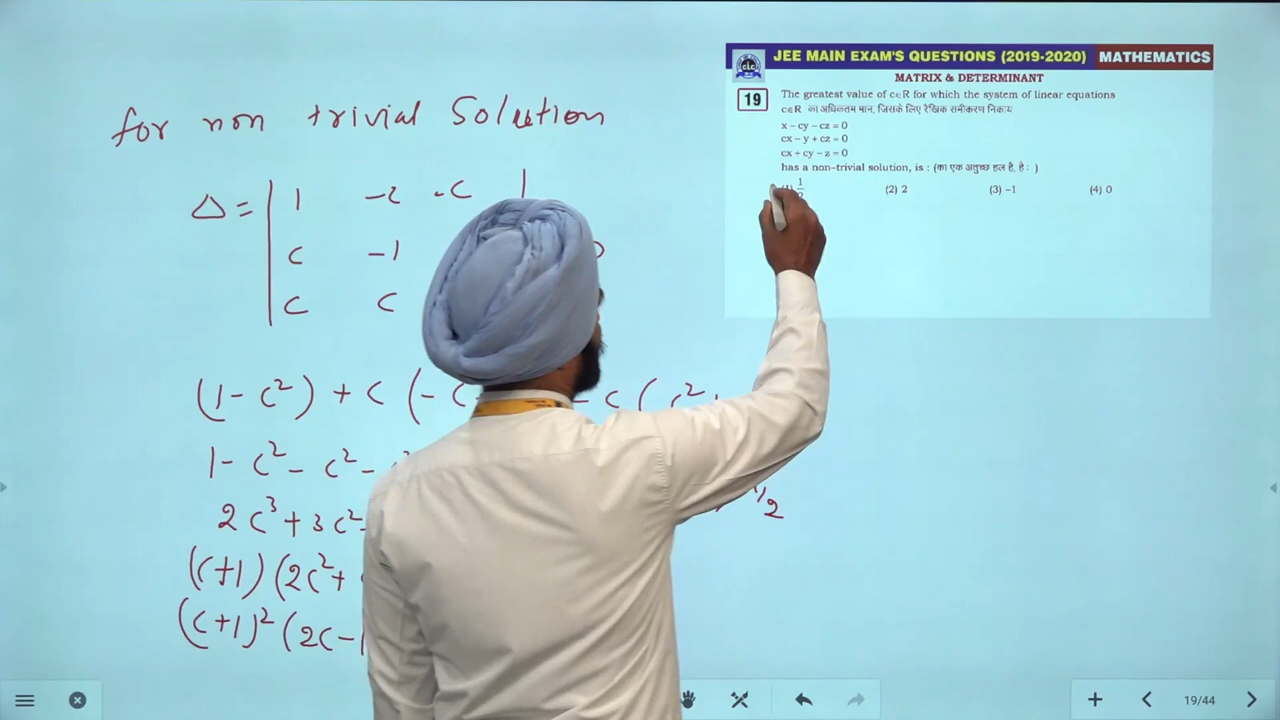 JEE MAIN EXAM'S QUESTIONS (2019-2020) MATHEMATICS
MATRIX & DETERMINANT
19 The greatest value of c∈R for which the system of linear equations
c∈R का अधिकतम मान, जिसके लिए रैखिक समीकरण निकाय
x – cy – cz = 0
cx – y + cz = 0
cx + cy – z = 0
has a non-trivial solution, is : (का एक अतुच्छ हल है, है: )
1 (2) 2 (3) –1 (4) 0
for non trivial Solution
Δ = 1 -c -c
c -1
c c
(1- c²) + c (-c - c (c²
1- c² - c² -
2c³ + 3c² 1/2
(c+1) (2c² +
(c+1)² (2c-1
19/44